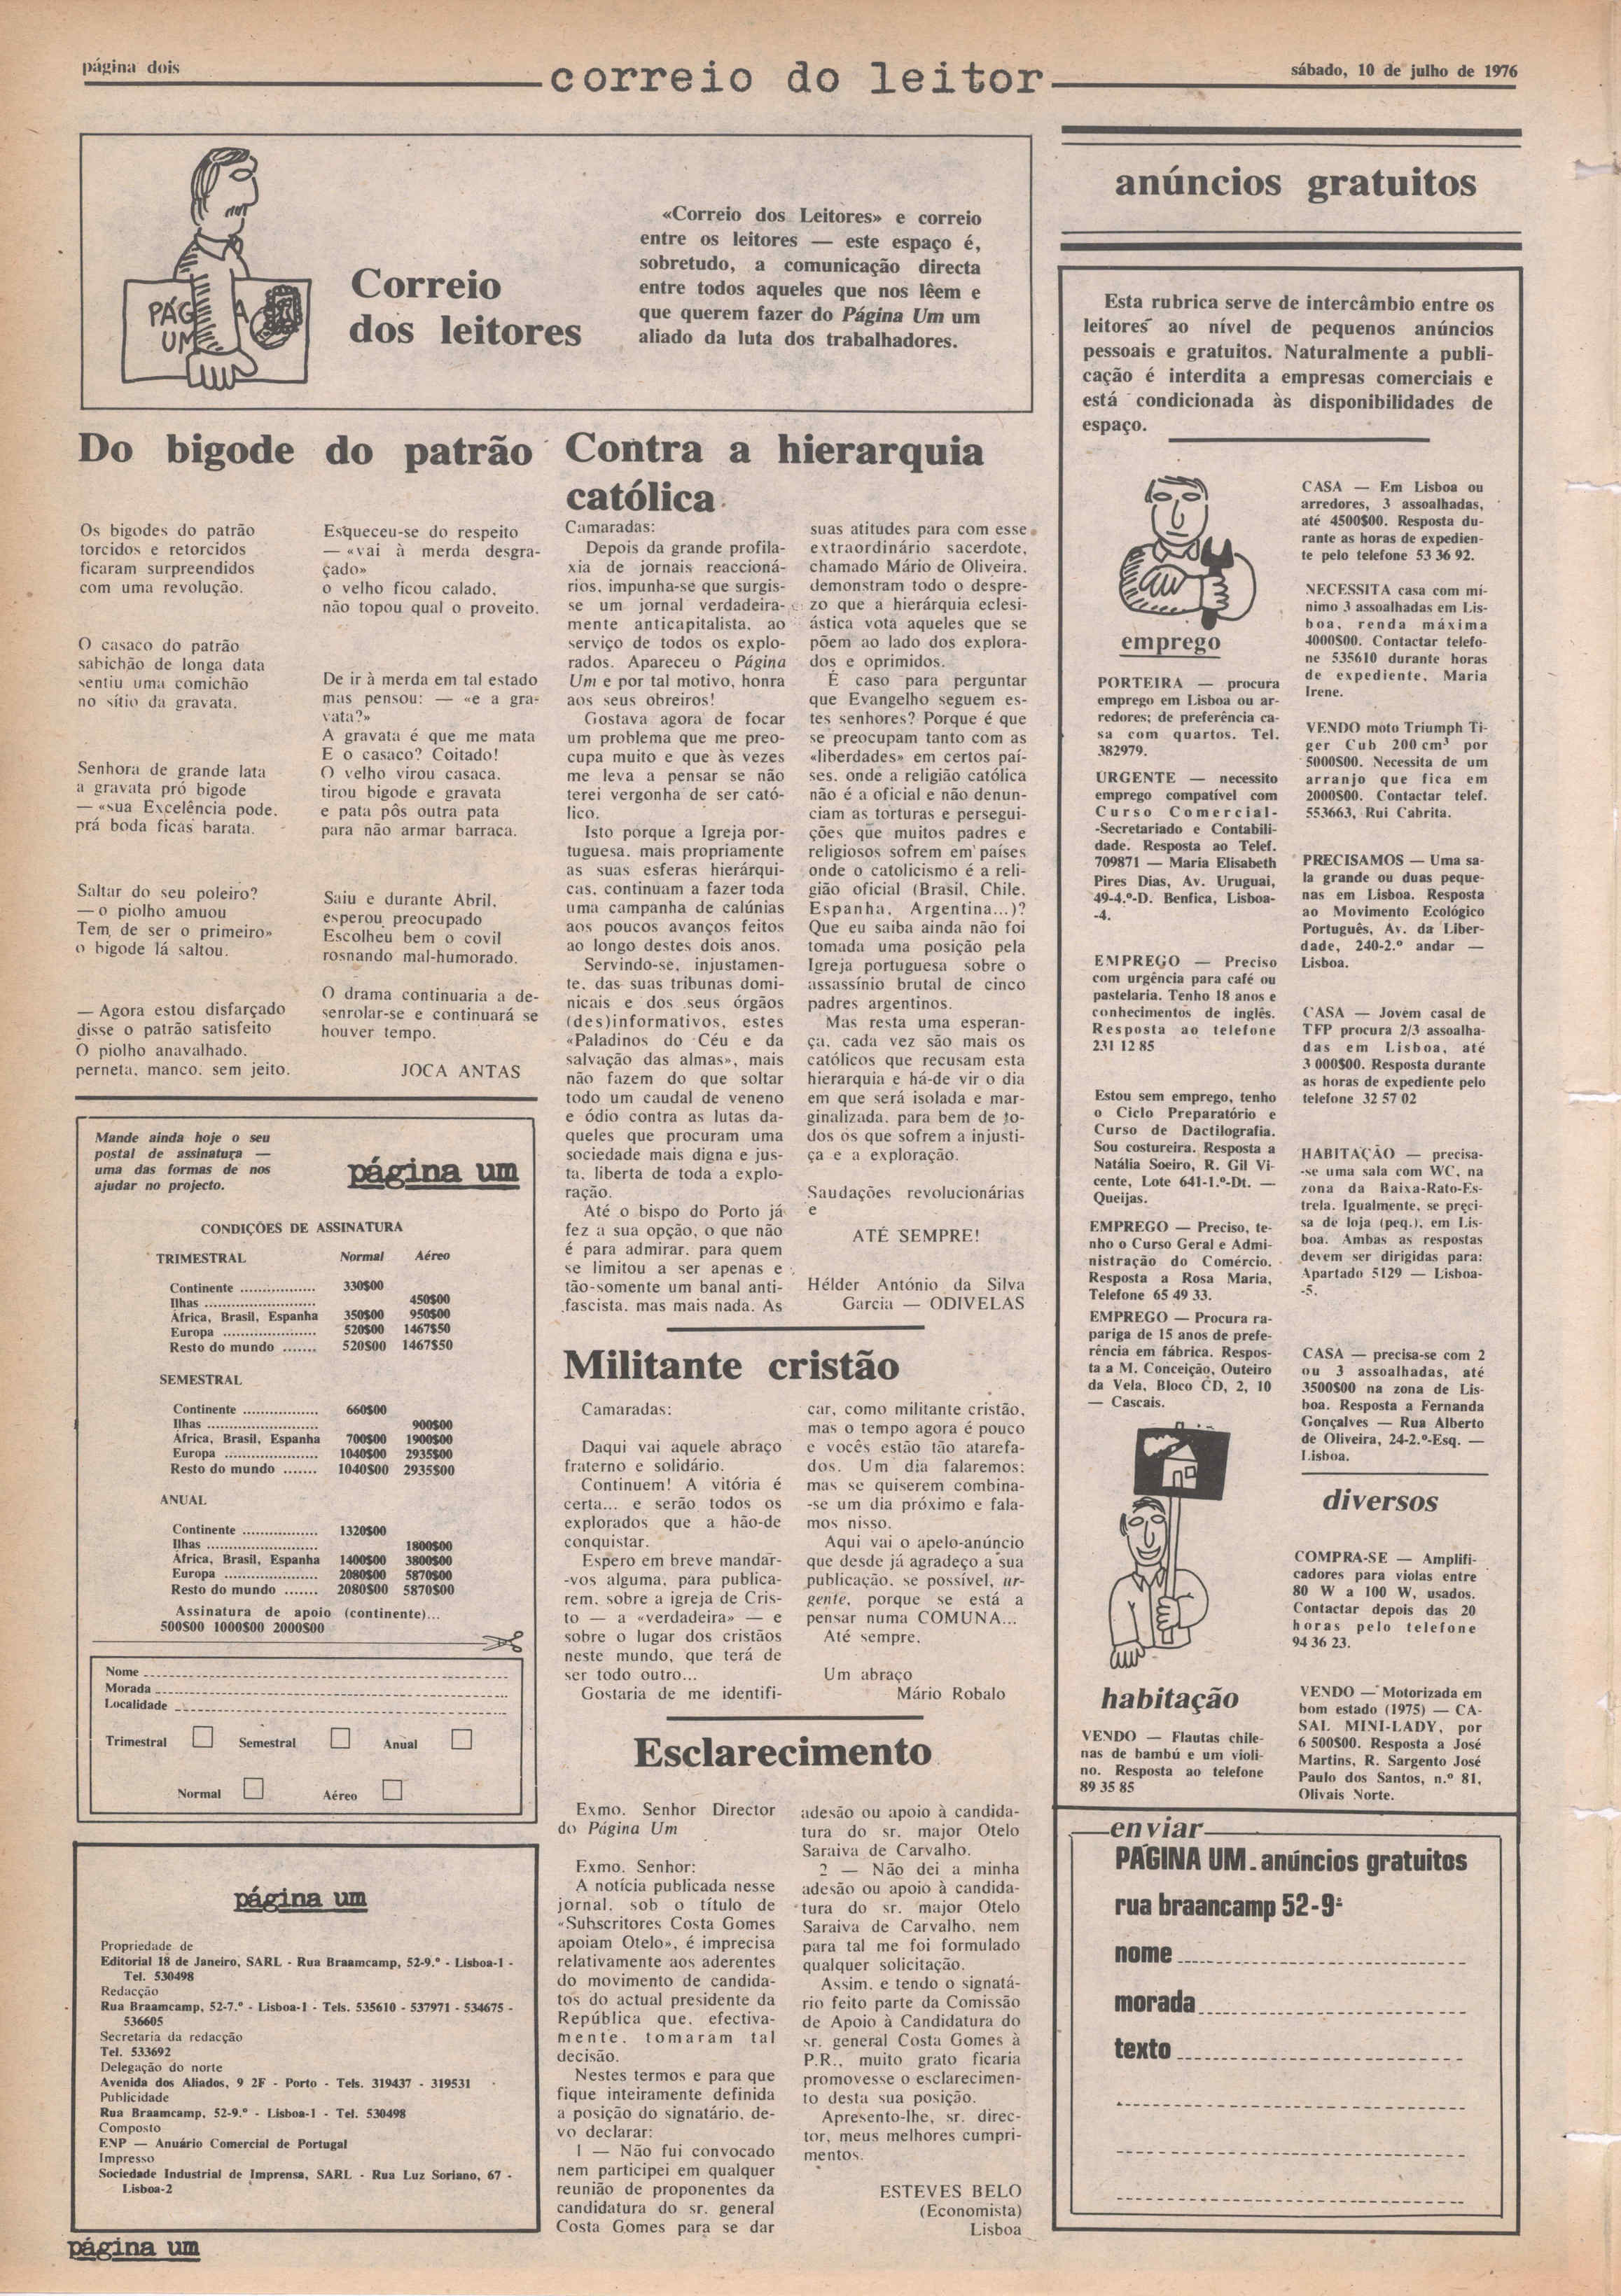 página dois
correio do leitor
sábado, 10 de julho de 1976
PÁG A
UM
Correio
dos leitores
«Correio dos Leitores» e correio
entre os leitores — este espaço é,
sobretudo, a comunicação directa
entre todos aqueles que nos lêem e
que querem fazer do Página Um um
aliado da luta dos trabalhadores.
Do bigode do patrão
Os bigodes do patrão
torcidos e retorcidos
ficaram surpreendidos
com uma revolução.
O casaco do patrão
sabichão de longa data
sentiu uma comichão
no sítio da gravata.
Senhora de grande lata
a gravata pró bigode
— «sua Excelência pode.
prá boda ficas barata.
Saltar do seu poleiro?
— o piolho amuou
Tem de ser o primeiro»
o bigode lá saltou.
— Agora estou disfarçado
disse o patrão satisfeito
O piolho anavalhado.
perneta, manco, sem jeito.
Esqueceu-se do respeito
— «vai à merda desgra-
çado»
o velho ficou calado.
não topou qual o proveito.
De ir à merda em tal estado
mas pensou: — «e a gra-
vata?»
A gravata é que me mata
E o casaco? Coitado!
O velho virou casaca.
tirou bigode e gravata
e pata pôs outra pata
para não armar barraca.
Saiu e durante Abril.
esperou preocupado
Escolheu bem o covil
rosnando mal-humorado.
O drama continuaria a de-
senrolar-se e continuará se
houver tempo.
JOCA ANTAS
Mande ainda hoje o seu
postal de assinatura —
uma das formas de nos
ajudar no projecto.
página um
CONDIÇÕES DE ASSINATURA
TRIMESTRAL Normal Aéreo
Continente ................. 330$00
Ilhas ......................... 450$00
África, Brasil, Espanha 350$00 950$00
Europa ..................... 520$00 1467$50
Resto do mundo ....... 520$00 1467$50
SEMESTRAL
Continente ................. 660$00
Ilhas ......................... 900$00
África, Brasil, Espanha 700$00 1900$00
Europa ..................... 1040$00 2935$00
Resto do mundo ....... 1040$00 2935$00
ANUAL
Continente ................. 1320$00
Ilhas ......................... 1800$00
África, Brasil, Espanha 1400$00 3800$00
Europa ..................... 2080$00 5870$00
Resto do mundo ....... 2080$00 5870$00
Assinatura de apoio (continente)...
500$00 1000$00 2000$00
Nome
Morada
Localidade
Trimestral Semestral Anual
Normal Aéreo
página um
Propriedade de
Editorial 18 de Janeiro, SARL - Rua Braamcamp, 52-9.º - Lisboa-1 -
Tel. 530498
Redacção
Rua Braamcamp, 52-7.º - Lisboa-1 - Tels. 535610 - 537971 - 534675 -
536605
Secretaria da redacção
Tel. 533692
Delegação do norte
Avenida dos Aliados, 9 2F - Porto - Tels. 319437 - 319531
Publicidade
Rua Braamcamp, 52-9.º - Lisboa-1 - Tel. 530498
Composto
ENP — Anuário Comercial de Portugal
Impresso
Sociedade Industrial de Imprensa, SARL - Rua Luz Soriano, 67 -
Lisboa-2
página um
Contra a hierarquia
católica
Camaradas:
Depois da grande profila-
xia de jornais reaccioná-
rios, impunha-se que surgis-
se um jornal verdadeira-
mente anticapitalista, ao
serviço de todos os explo-
rados. Apareceu o Página
Um e por tal motivo, honra
aos seus obreiros!
Gostava agora de focar
um problema que me preo-
cupa muito e que às vezes
me leva a pensar se não
terei vergonha de ser cató-
lico.
Isto porque a Igreja por-
tuguesa, mais propriamente
as suas esferas hierárqui-
cas, continuam a fazer toda
uma campanha de calúnias
aos poucos avanços feitos
ao longo destes dois anos.
Servindo-se, injustamen-
te, das suas tribunas domi-
nicais e dos seus órgãos
(des)informativos, estes
«Paladinos do Céu e da
salvação das almas», mais
não fazem do que soltar
todo um caudal de veneno
e ódio contra as lutas da-
queles que procuram uma
sociedade mais digna e jus-
ta, liberta de toda a explo-
ração.
Até o bispo do Porto já
fez a sua opção, o que não
é para admirar, para quem
se limitou a ser apenas e
tão-somente um banal anti-
fascista, mas mais nada. As
suas atitudes para com esse
extraordinário sacerdote,
chamado Mário de Oliveira,
demonstram todo o despre-
zo que a hierárquia eclesi-
ástica vota aqueles que se
põem ao lado dos explora-
dos e oprimidos.
É caso para perguntar
que Evangelho seguem es-
tes senhores? Porque é que
se preocupam tanto com as
«liberdades» em certos paí-
ses, onde a religião católica
não é a oficial e não denun-
ciam as torturas e persegui-
ções que muitos padres e
religiosos sofrem em países
onde o catolicismo é a reli-
gião oficial (Brasil, Chile,
Espanha, Argentina...)?
Que eu saiba ainda não foi
tomada uma posição pela
Igreja portuguesa sobre o
assassínio brutal de cinco
padres argentinos.
Mas resta uma esperan-
ça, cada vez são mais os
católicos que recusam esta
hierarquia e há-de vir o dia
em que será isolada e mar-
ginalizada, para bem de to-
dos os que sofrem a injusti-
ça e a exploração.
Saudações revolucionárias
e
ATÉ SEMPRE!
Hélder António da Silva
Garcia — ODIVELAS
Militante cristão
Camaradas:
Daqui vai aquele abraço
fraterno e solidário.
Continuem! A vitória é
certa... e serão todos os
explorados que a hão-de
conquistar.
Espero em breve mandar-
-vos alguma, para publica-
rem, sobre a igreja de Cris-
to — a «verdadeira» — e
sobre o lugar dos cristãos
neste mundo, que terá de
ser todo outro...
Gostaria de me identifi-
car, como militante cristão,
mas o tempo agora é pouco
e vocês estão tão atarefa-
dos. Um dia falaremos:
mas se quiserem combina-
-se um dia próximo e fala-
mos nisso.
Aqui vai o apelo-anúncio
que desde já agradeço a sua
publicação, se possível, ur-
gente, porque se está a
pensar numa COMUNA...
Até sempre,
Um abraço
Mário Robalo
Esclarecimento
Exmo. Senhor Director
do Página Um
Exmo. Senhor:
A notícia publicada nesse
jornal, sob o título de
«Subscritores Costa Gomes
apoiam Otelo», é imprecisa
relativamente aos aderentes
do movimento de candida-
tos do actual presidente da
República que, efectiva-
mente, tomaram tal
decisão.
Nestes termos e para que
fique inteiramente definida
a posição do signatário, de-
vo declarar:
1 — Não fui convocado
nem participei em qualquer
reunião de proponentes da
candidatura do sr. general
Costa Gomes para se dar
adesão ou apoio à candida-
tura do sr. major Otelo
Saraiva de Carvalho.
2 — Não dei a minha
adesão ou apoio à candida-
tura do sr. major Otelo
Saraiva de Carvalho, nem
para tal me foi formulado
qualquer solicitação.
Assim, e tendo o signatá-
rio feito parte da Comissão
de Apoio à Candidatura do
sr. general Costa Gomes à
P.R., muito grato ficaria
promovesse o esclarecimen-
to desta sua posição.
Apresento-lhe, sr. direc-
tor, meus melhores cumpri-
mentos.
ESTEVES BELO
(Economista)
Lisboa
anúncios gratuitos
Esta rubrica serve de intercâmbio entre os
leitores ao nível de pequenos anúncios
pessoais e gratuitos. Naturalmente a publi-
cação é interdita a empresas comerciais e
está condicionada às disponibilidades de
espaço.
emprego
PORTEIRA — procura
emprego em Lisboa ou ar-
redores; de preferência ca-
sa com quartos. Tel.
382979.
URGENTE — necessito
emprego compatível com
Curso Comercial-
-Secretariado e Contabili-
dade. Resposta ao Telef.
709871 — Maria Elisabeth
Pires Dias, Av. Uruguai,
49-4.º-D. Benfica, Lisboa-
-4.
EMPREGO — Preciso
com urgência para café ou
pastelaria. Tenho 18 anos e
conhecimentos de inglês.
Resposta ao telefone
231 12 85
Estou sem emprego, tenho
o Ciclo Preparatório e
Curso de Dactilografia.
Sou costureira. Resposta a
Natália Soeiro, R. Gil Vi-
cente, Lote 641-1.º-Dt. —
Queijas.
EMPREGO — Preciso, te-
nho o Curso Geral e Admi-
nistração do Comércio.
Resposta a Rosa Maria,
Telefone 65 49 33.
EMPREGO — Procura ra-
pariga de 15 anos de prefe-
rência em fábrica. Respos-
ta a M. Conceição, Outeiro
da Vela, Bloco CD, 2, 10
— Cascais.
habitação
VENDO — Flautas chile-
nas de bambú e um violi-
no. Resposta ao telefone
89 35 85
CASA — Em Lisboa ou
arredores, 3 assoalhadas,
até 4500$00. Resposta du-
rante as horas de expedien-
te pelo telefone 53 36 92.
NECESSITA casa com mí-
nimo 3 assoalhadas em Lis-
boa, renda máxima
4000$00. Contactar telefo-
ne 535610 durante horas
de expediente, Maria
Irene.
VENDO moto Triumph Ti-
ger Cub 200 cm³ por
5000$00. Necessita de um
arranjo que fica em
2000$00. Contactar telef.
553663, Rui Cabrita.
PRECISAMOS — Uma sa-
la grande ou duas peque-
nas em Lisboa. Resposta
ao Movimento Ecológico
Português, Av. da Liber-
dade, 240-2.º andar —
Lisboa.
CASA — Jovem casal de
TFP procura 2/3 assoalha-
das em Lisboa, até
3 000$00. Resposta durante
as horas de expediente pelo
telefone 32 57 02
HABITAÇÃO — precisa-
-se uma sala com WC, na
zona da Baixa-Rato-Es-
trela. Igualmente, se preci-
sa de loja (peq.), em Lis-
boa. Ambas as respostas
devem ser dirigidas para:
Apartado 5129 — Lisboa-
-5.
CASA — precisa-se com 2
ou 3 assoalhadas, até
3500$00 na zona de Lis-
boa. Resposta a Fernanda
Gonçalves — Rua Alberto
de Oliveira, 24-2.º-Esq. —
Lisboa.
diversos
COMPRA-SE — Amplifi-
cadores para violas entre
80 W a 100 W, usados.
Contactar depois das 20
horas pelo telefone
94 36 23.
VENDO — Motorizada em
bom estado (1975) — CA-
SAL MINI-LADY, por
6 500$00. Resposta a José
Martins, R. Sargento José
Paulo dos Santos, n.º 81,
Olivais Norte.
enviar
PÁGINA UM - anúncios gratuitos
rua braancamp 52-9º
nome
morada
texto